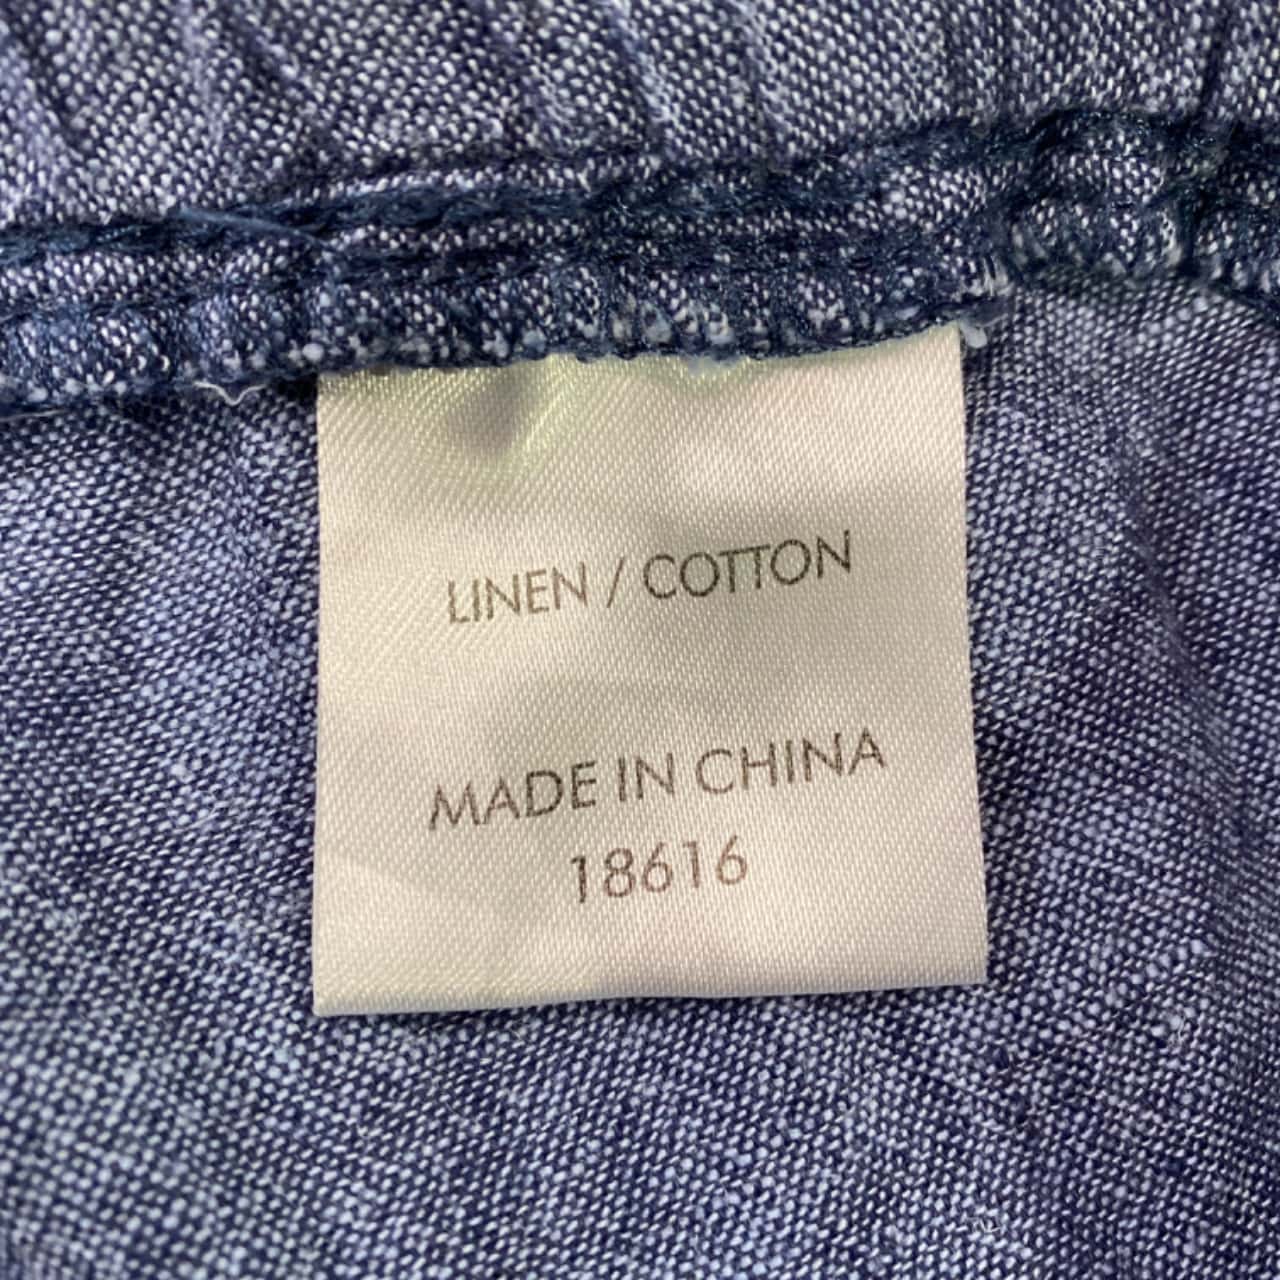 LINEN / COTTON
MADE IN CHINA
18616